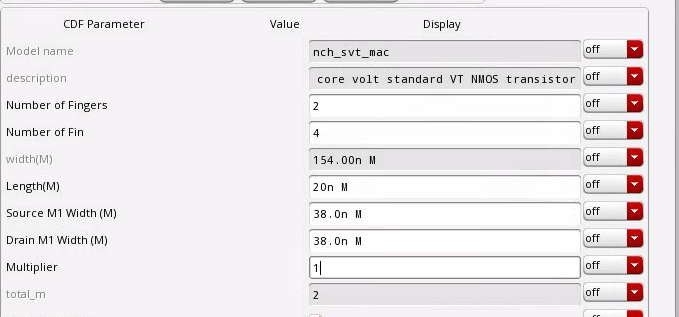 CDF Parameter Value Display
Model name nch_svt_mac off
description core volt standard VT NMOS transistor off
Number of Fingers 2 off
Number of Fin 4 off
width(M) 154.00n M off
Length(M) 20n M off
Source M1 Width (M) 38.0n M off
Drain M1 Width (M) 38.0n M off
Multiplier 1 off
total_m 2 off